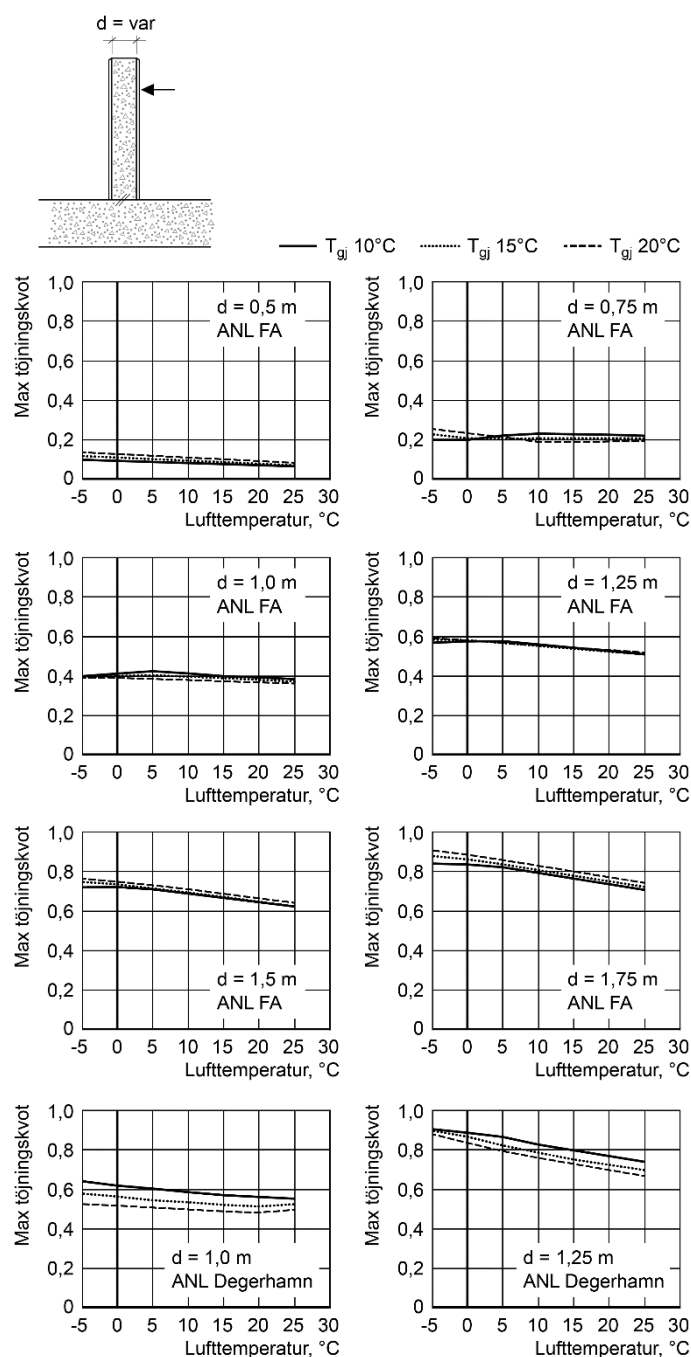 d = var
T_gj 10°C T_gj 15°C T_gj 20°C
Max töjningskvot
1,0
0,8
0,6
0,4
0,2
0
d = 0,5 m
ANL FA
-5 0 5 10 15 20 25 30
Lufttemperatur, °C
Max töjningskvot
1,0
0,8
0,6
0,4
0,2
0
d = 0,75 m
ANL FA
-5 0 5 10 15 20 25 30
Lufttemperatur, °C
Max töjningskvot
1,0
0,8
0,6
0,4
0,2
0
d = 1,0 m
ANL FA
-5 0 5 10 15 20 25 30
Lufttemperatur, °C
Max töjningskvot
1,0
0,8
0,6
0,4
0,2
0
d = 1,25 m
ANL FA
-5 0 5 10 15 20 25 30
Lufttemperatur, °C
Max töjningskvot
1,0
0,8
0,6
0,4
0,2
0
d = 1,5 m
ANL FA
-5 0 5 10 15 20 25 30
Lufttemperatur, °C
Max töjningskvot
1,0
0,8
0,6
0,4
0,2
0
d = 1,75 m
ANL FA
-5 0 5 10 15 20 25 30
Lufttemperatur, °C
Max töjningskvot
1,0
0,8
0,6
0,4
0,2
0
d = 1,0 m
ANL Degerhamn
-5 0 5 10 15 20 25 30
Lufttemperatur, °C
Max töjningskvot
1,0
0,8
0,6
0,4
0,2
0
d = 1,25 m
ANL Degerhamn
-5 0 5 10 15 20 25 30
Lufttemperatur, °C